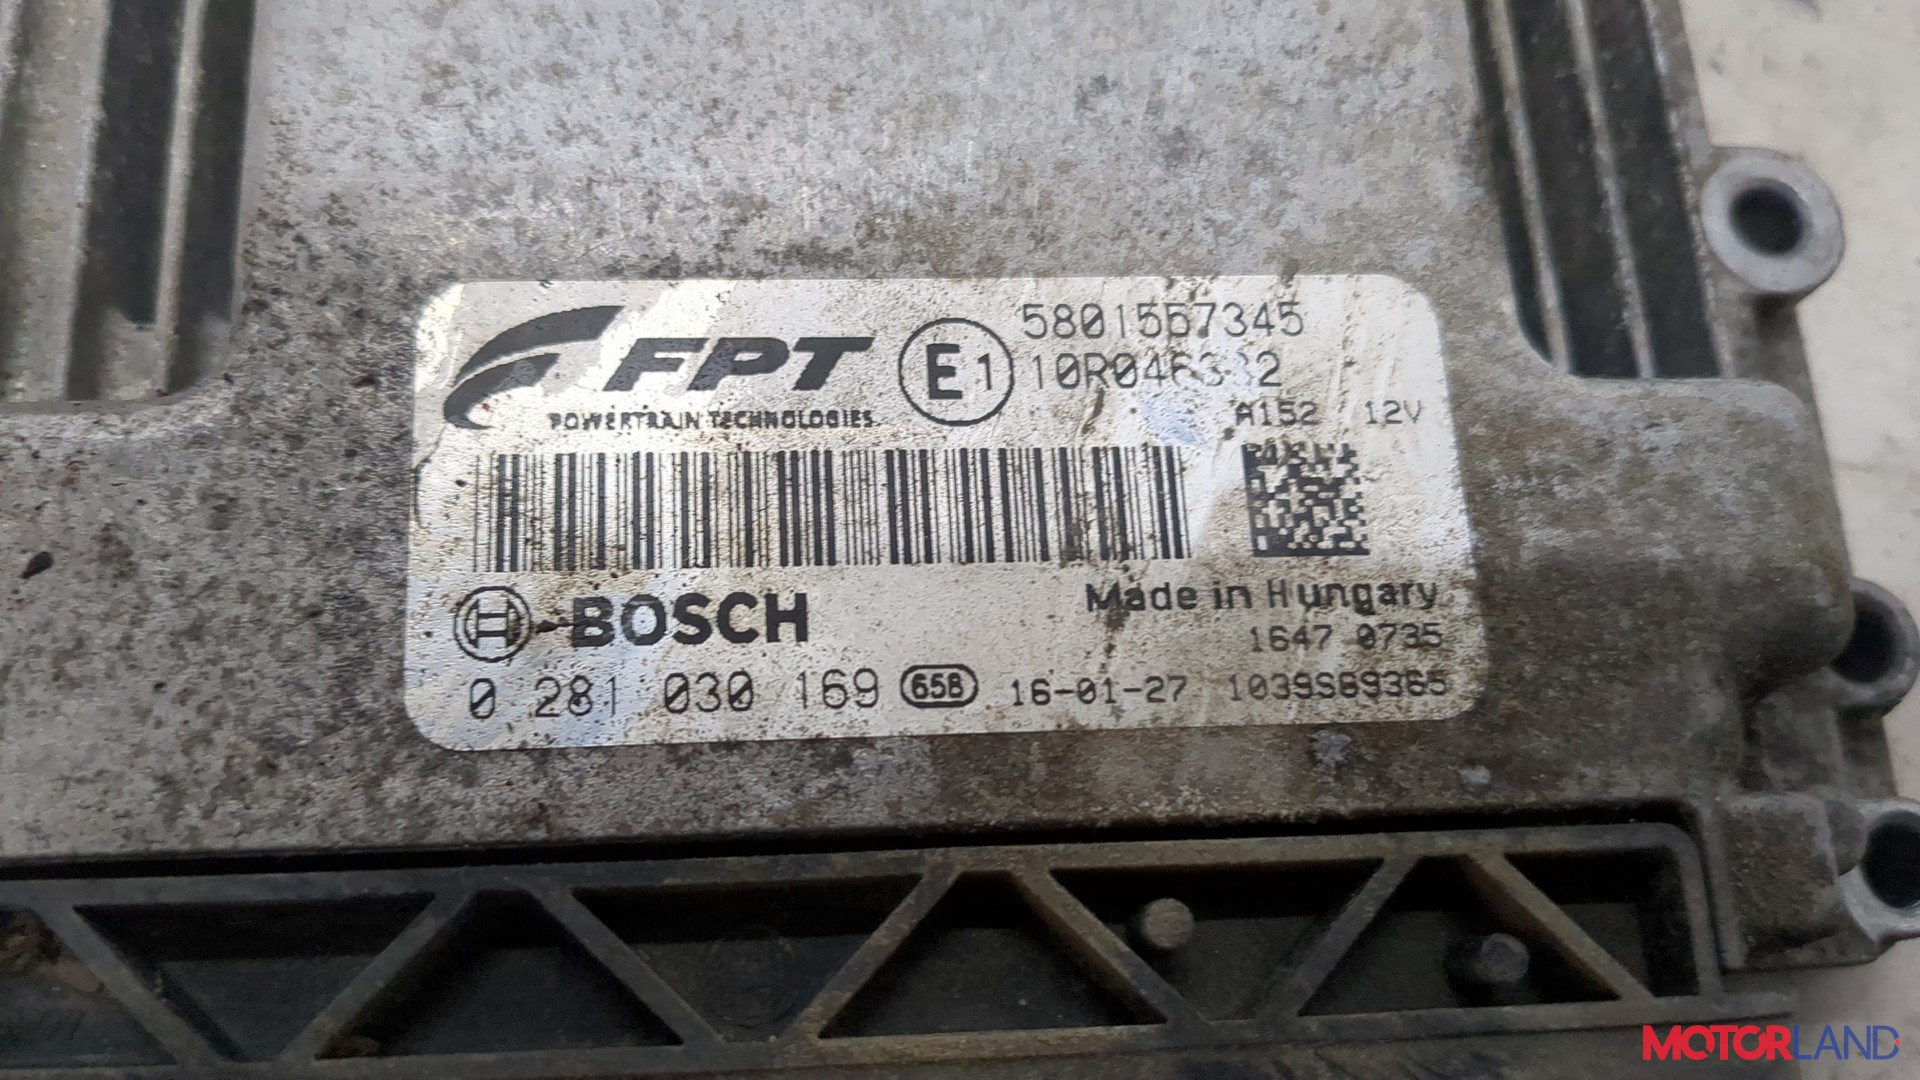 FPT
POWERTRAIN TECHNOLOGIES
E1
5801557345
A152 12V
BOSCH
Made in Hungary
1647 0735
0 281 030 169 65B 16-01-27 1039S69365
MOTORLAND